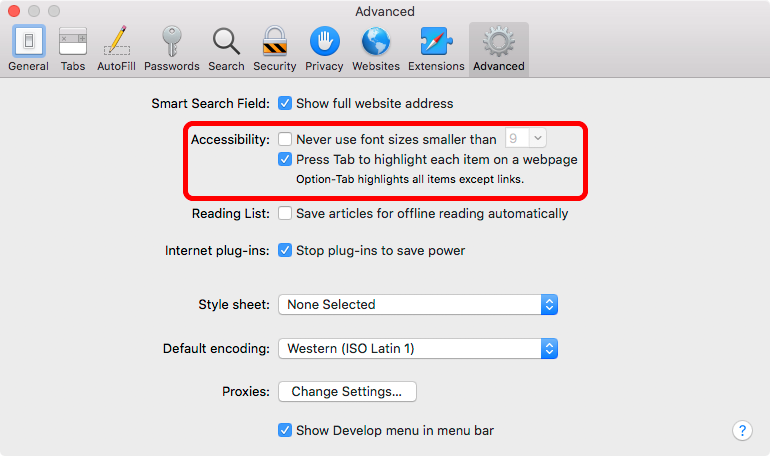 Advanced
General Tabs AutoFill Passwords Search Security Privacy Websites Extensions Advanced
Smart Search Field: Show full website address
Accessibility: Never use font sizes smaller than 9
Press Tab to highlight each item on a webpage
Option-Tab highlights all items except links.
Reading List: Save articles for offline reading automatically
Internet plug-ins: Stop plug-ins to save power
Style sheet: None Selected
Default encoding: Western (ISO Latin 1)
Proxies: Change Settings...
Show Develop menu in menu bar ?